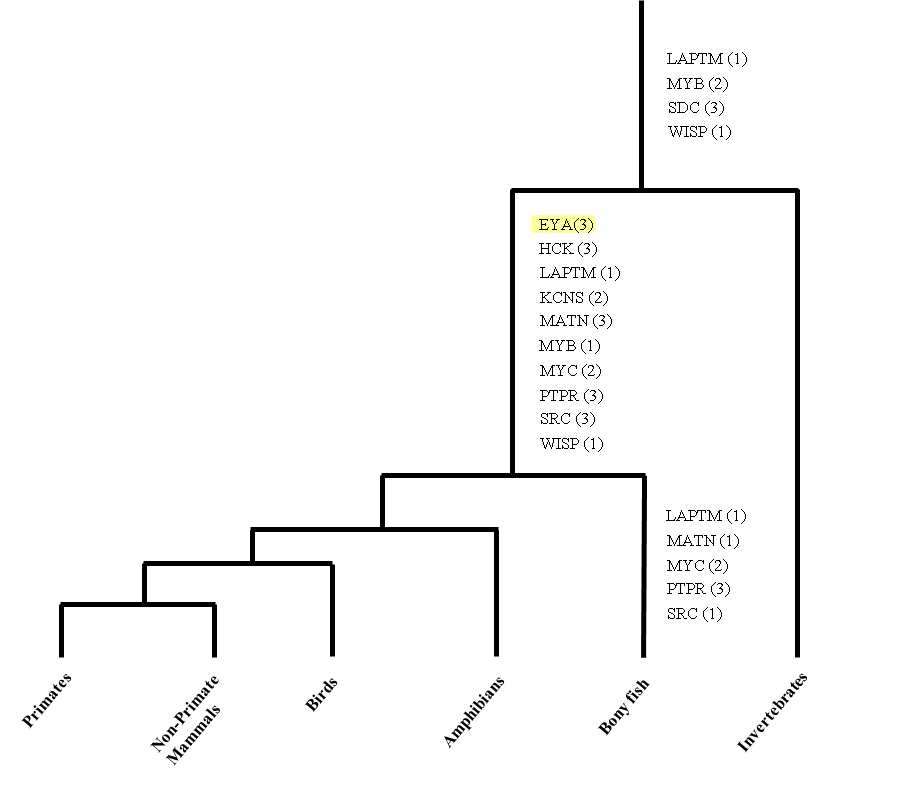 LAPTM (1)
MYB (2)
SDC (3)
WISP (1)
EYA(3)
HCK (3)
LAPTM (1)
KCNS (2)
MATN (3)
MYB (1)
MYC (2)
PTPR (3)
SRC (3)
WISP (1)
LAPTM (1)
MATN (1)
MYC (2)
PTPR (3)
SRC (1)
Primates
Non-Primate
Mammals
Birds
Amphibians
Bony fish
Invertebrates